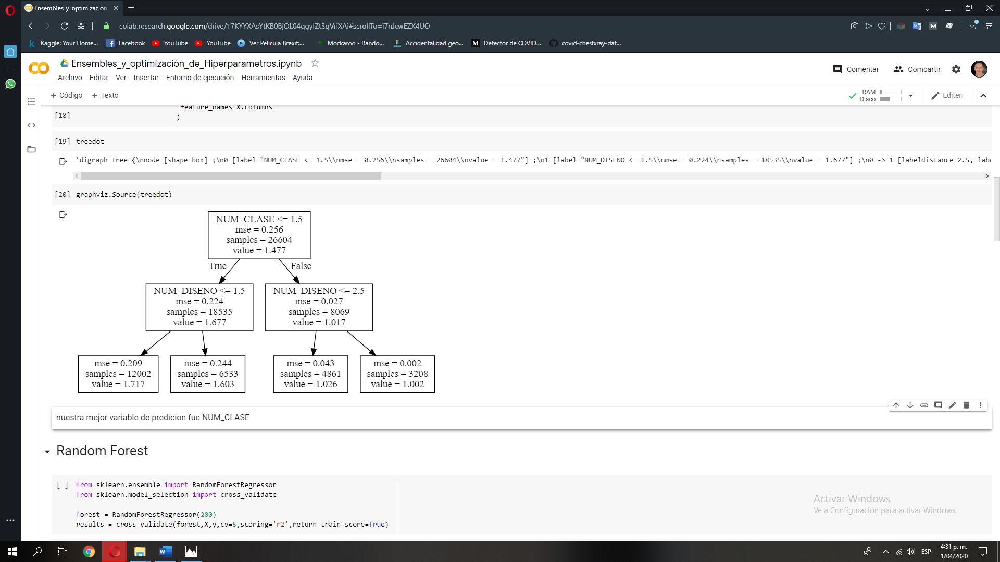 Ensembles_y_optimización_
colab.research.google.com/drive/17KYYXAsYtKB0BjOL04qgyIZt3qVriXAi#scrollTo=i7nJcwEZX4UO
Kaggle: Your Home... Facebook YouTube YouTube Ver Pelicula Brexit:... Mockaroo - Rando... Accidentalidad geo... Detector de COVID... covid-chestxray-dat...
Ensembles_y_optimización_de_Hiperparametros.ipynb
Comentar Compartir
Archivo Editar Ver Insertar Entorno de ejecución Herramientas Ayuda
+ Código + Texto
RAM
Disco
Editen
feature_names=X.columns
[18]
)
[19] treedot
'digraph Tree {\nnode [shape=box] ;\n0 [label="NUM_CLASE <= 1.5\\nmse = 0.256\\nsamples = 26604\\nvalue = 1.477"] ;\n1 [label="NUM_DISENO <= 1.5\\nmse = 0.224\\nsamples = 18535\\nvalue = 1.677"] ;\n0 -> 1 [labeldistance=2.5, labe
[20] graphviz.Source(treedot)
NUM_CLASE <= 1.5
mse = 0.256
samples = 26604
value = 1.477
True
False
NUM_DISENO <= 1.5
mse = 0.224
samples = 18535
value = 1.677
NUM_DISENO <= 2.5
mse = 0.027
samples = 8069
value = 1.017
mse = 0.209
samples = 12002
value = 1.717
mse = 0.244
samples = 6533
value = 1.603
mse = 0.043
samples = 4861
value = 1.026
mse = 0.002
samples = 3208
value = 1.002
nuestra mejor variable de predicion fue NUM_CLASE
Random Forest
[ ] from sklearn.ensemble import RandomForestRegressor
from sklearn.model_selection import cross_validate
forest = RandomForestRegressor(200)
results = cross_validate(forest,X,y,cv=5,scoring='r2',return_train_score=True)
Activar Windows
Ve a Configuración para activar Windows.
ESP
4:31 p. m.
1/04/2020